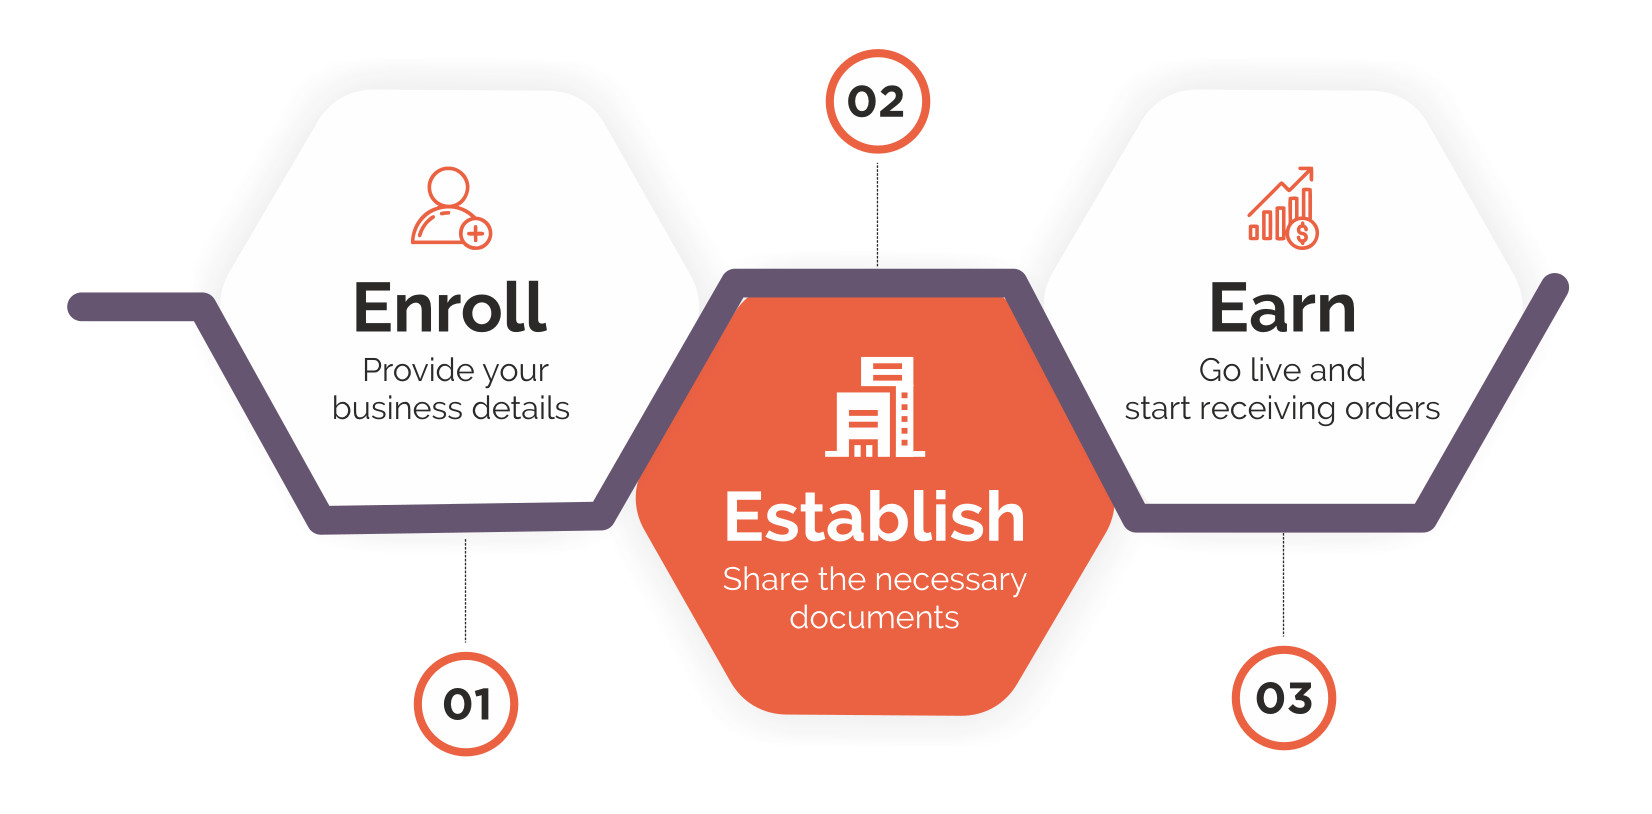 01
Enroll
Provide your
business details
02
Establish
Share the necessary
documents
03
Earn
Go live and
start receiving orders
$